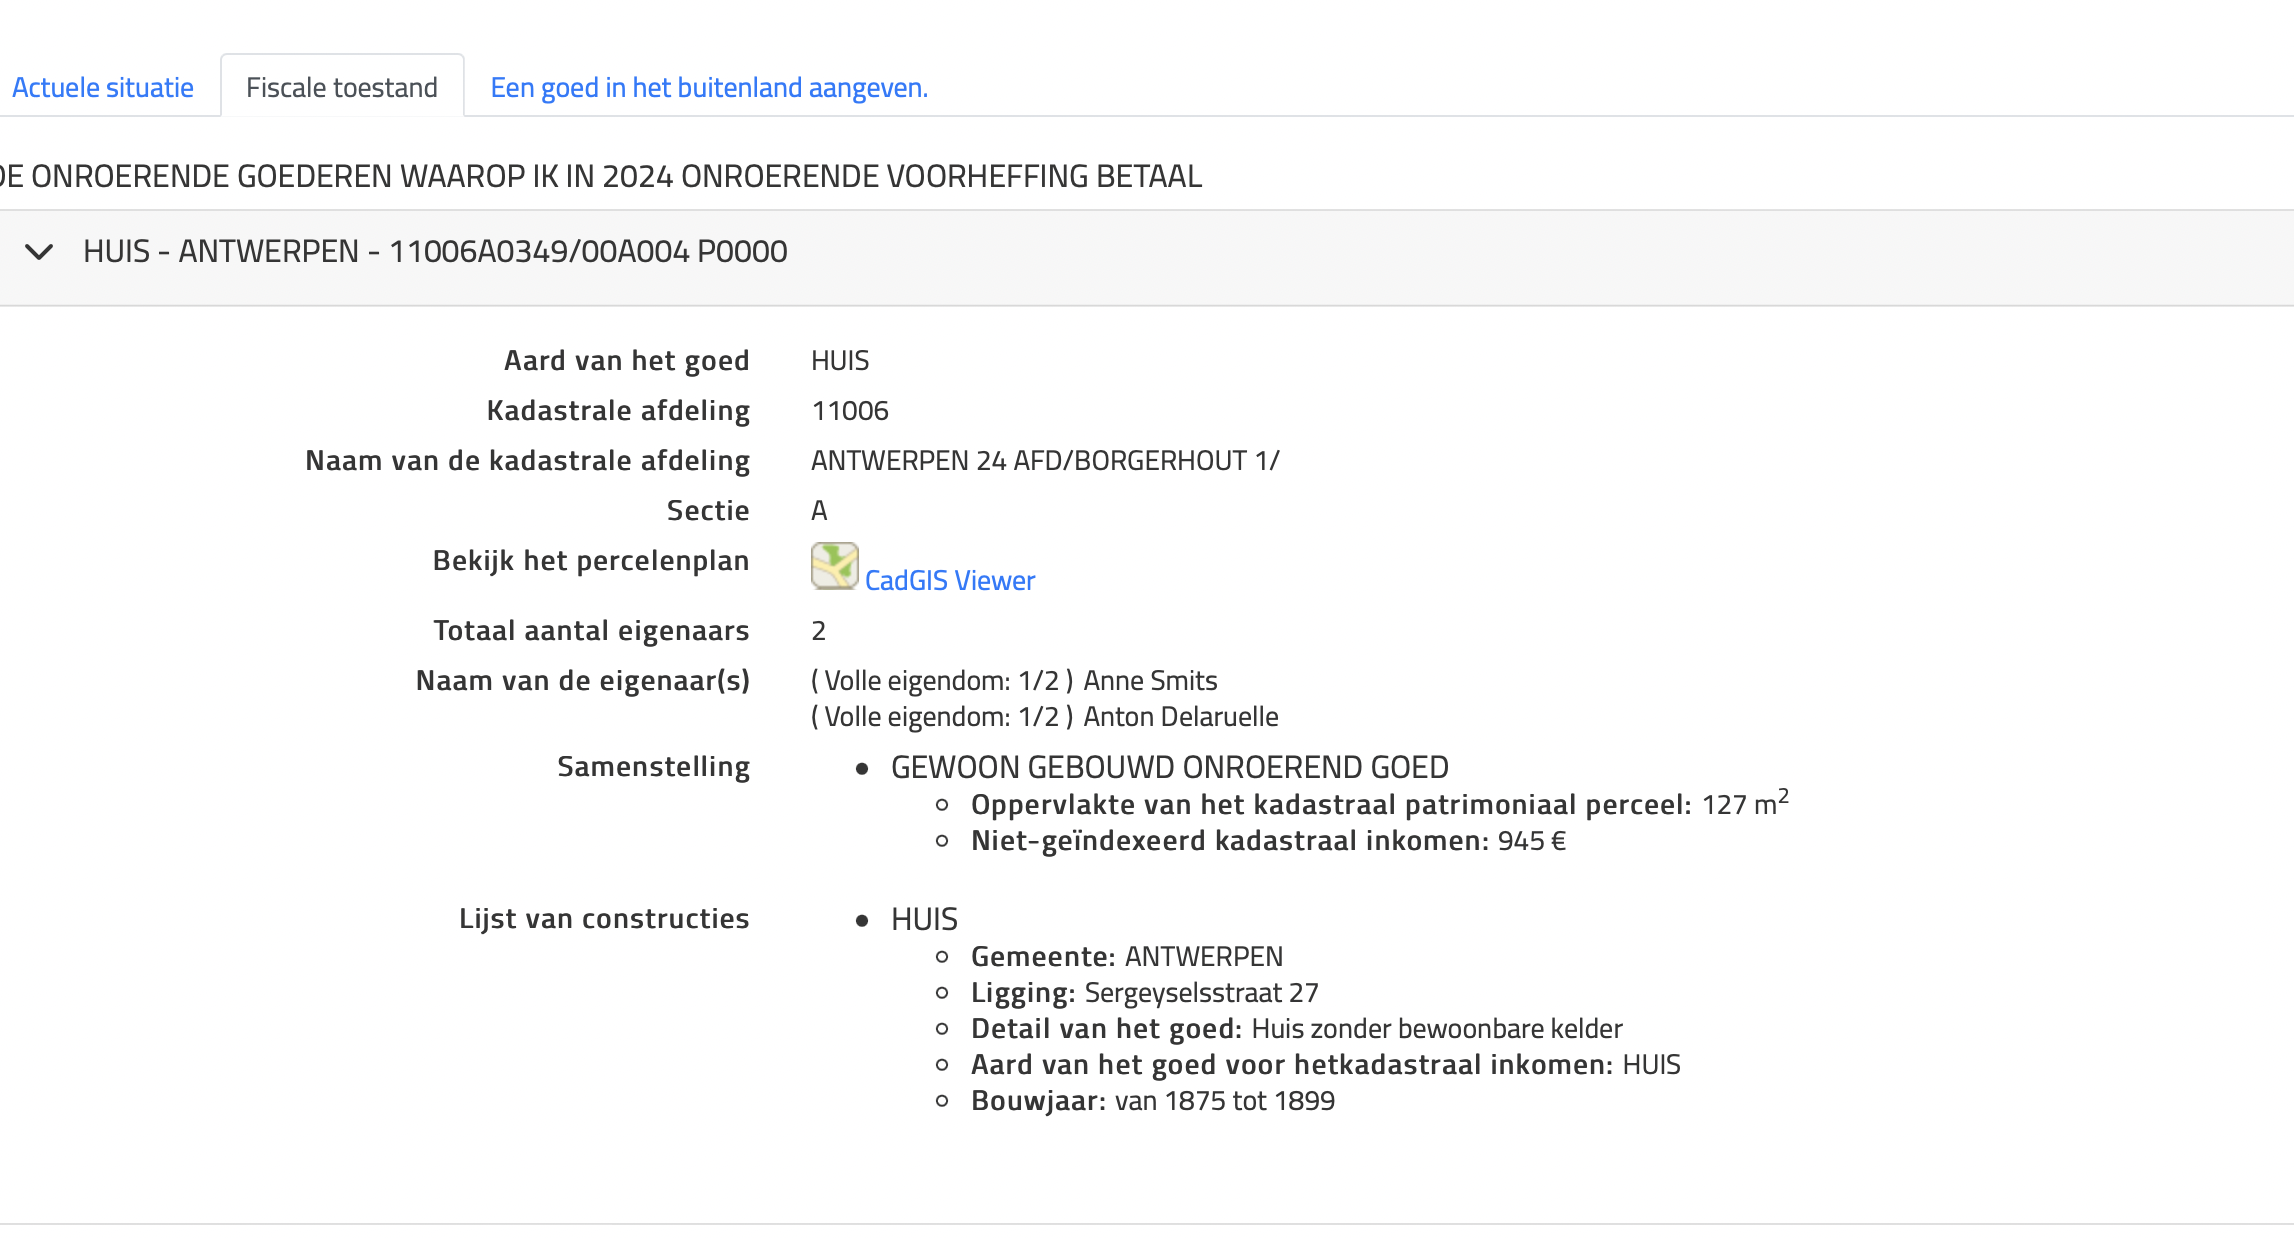 Actuele situatie Fiscale toestand Een goed in het buitenland aangeven.
DE ONROERENDE GOEDEREN WAAROP IK IN 2024 ONROERENDE VOORHEFFING BETAAL
HUIS - ANTWERPEN - 11006A0349/00A004 P0000
Aard van het goed HUIS
Kadastrale afdeling 11006
Naam van de kadastrale afdeling ANTWERPEN 24 AFD/BORGERHOUT 1/
Sectie A
Bekijk het percelenplan CadGIS Viewer
Totaal aantal eigenaars 2
Naam van de eigenaar(s) ( Volle eigendom: 1/2 ) Anne Smits
( Volle eigendom: 1/2 ) Anton Delaruelle
Samenstelling • GEWOON GEBOUWD ONROEREND GOED
Oppervlakte van het kadastraal patrimoniaal perceel: 127 m²
Niet-geïndexeerd kadastraal inkomen: 945 €
Lijst van constructies • HUIS
Gemeente: ANTWERPEN
Ligging: Sergeyselsstraat 27
Detail van het goed: Huis zonder bewoonbare kelder
Aard van het goed voor hetkadastraal inkomen: HUIS
Bouwjaar: van 1875 tot 1899